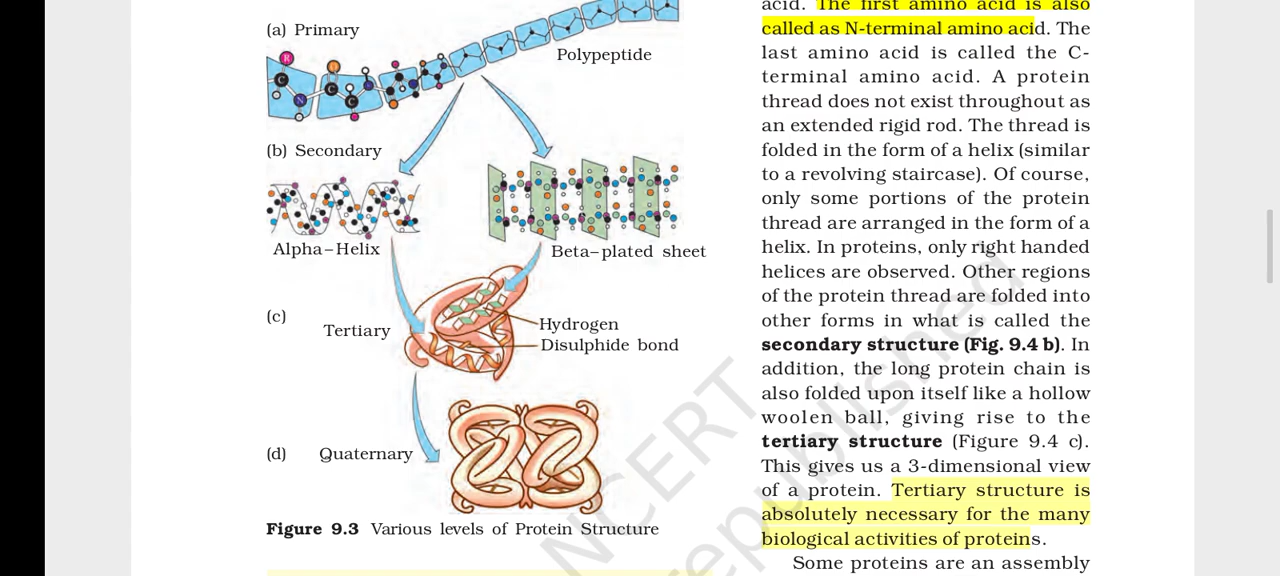 (a) Primary
Polypeptide
R
C
N
C
C
(b) Secondary
Alpha–Helix
Beta–plated sheet
(c)
Tertiary
Hydrogen
Disulphide bond
(d) Quaternary
Figure 9.3 Various levels of Protein Structure
acid. The first amino acid is also
called as N-terminal amino acid. The
last amino acid is called the C-
terminal amino acid. A protein
thread does not exist throughout as
an extended rigid rod. The thread is
folded in the form of a helix (similar
to a revolving staircase). Of course,
only some portions of the protein
thread are arranged in the form of a
helix. In proteins, only right handed
helices are observed. Other regions
of the protein thread are folded into
other forms in what is called the
secondary structure (Fig. 9.4 b). In
addition, the long protein chain is
also folded upon itself like a hollow
woolen ball, giving rise to the
tertiary structure (Figure 9.4 c).
This gives us a 3-dimensional view
of a protein. Tertiary structure is
absolutely necessary for the many
biological activities of proteins.
Some proteins are an assembly
NCERT
republished